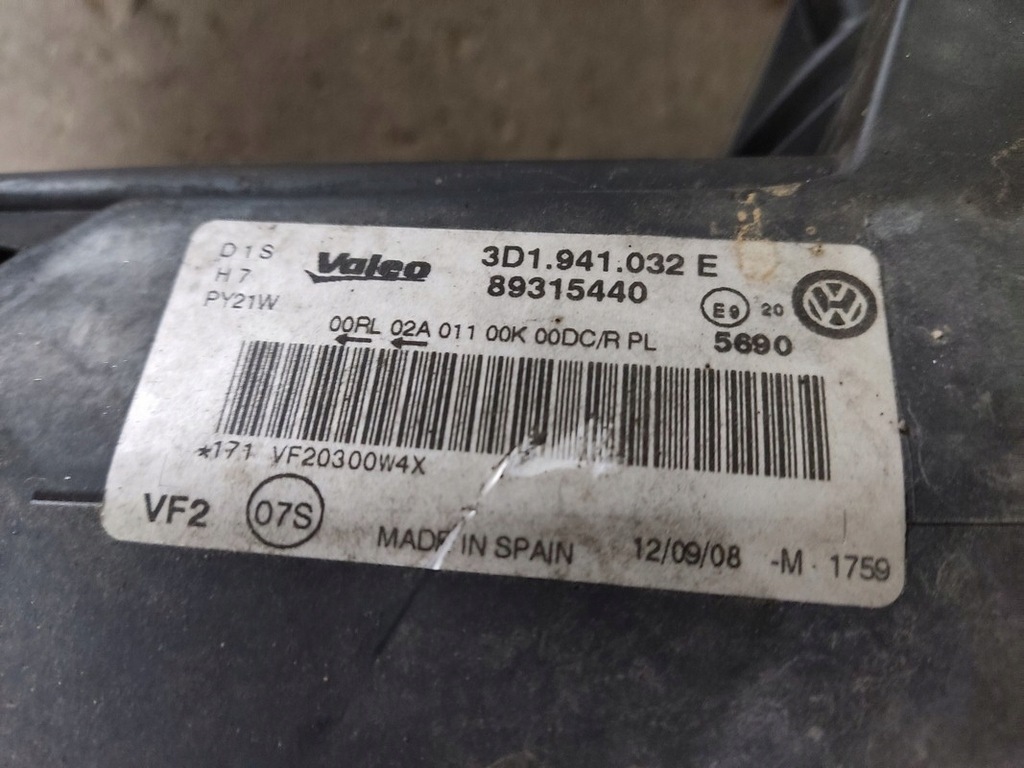 D1S
H7
PY21W
Valeo
3D1.941.032 E
89315440
E9 20
5690
00RL 02A 011 00K 00DC/R PL
*171 VF20300W4X
VF2 07S MADE IN SPAIN 12/09/08 -M 1759